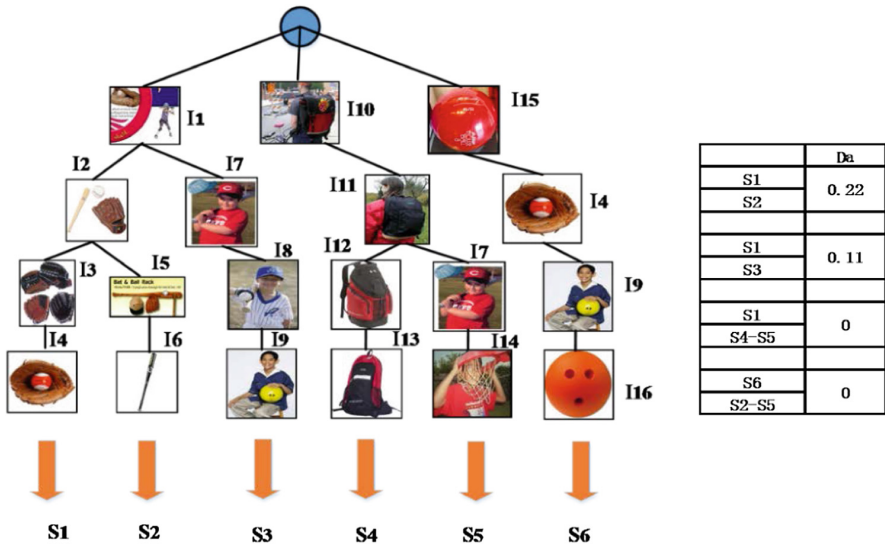 I1
I10
I15
I2
I7
I11
I4
I3
I5
I8
I12
I7
I9
Bat & Ball Rack
I4
I6
I9
I13
I14
I16
S1
S2
S3
S4
S5
S6
Da
S1
S2
0.22
S1
S3
0.11
S1
S4-S5
0
S6
S2-S5
0